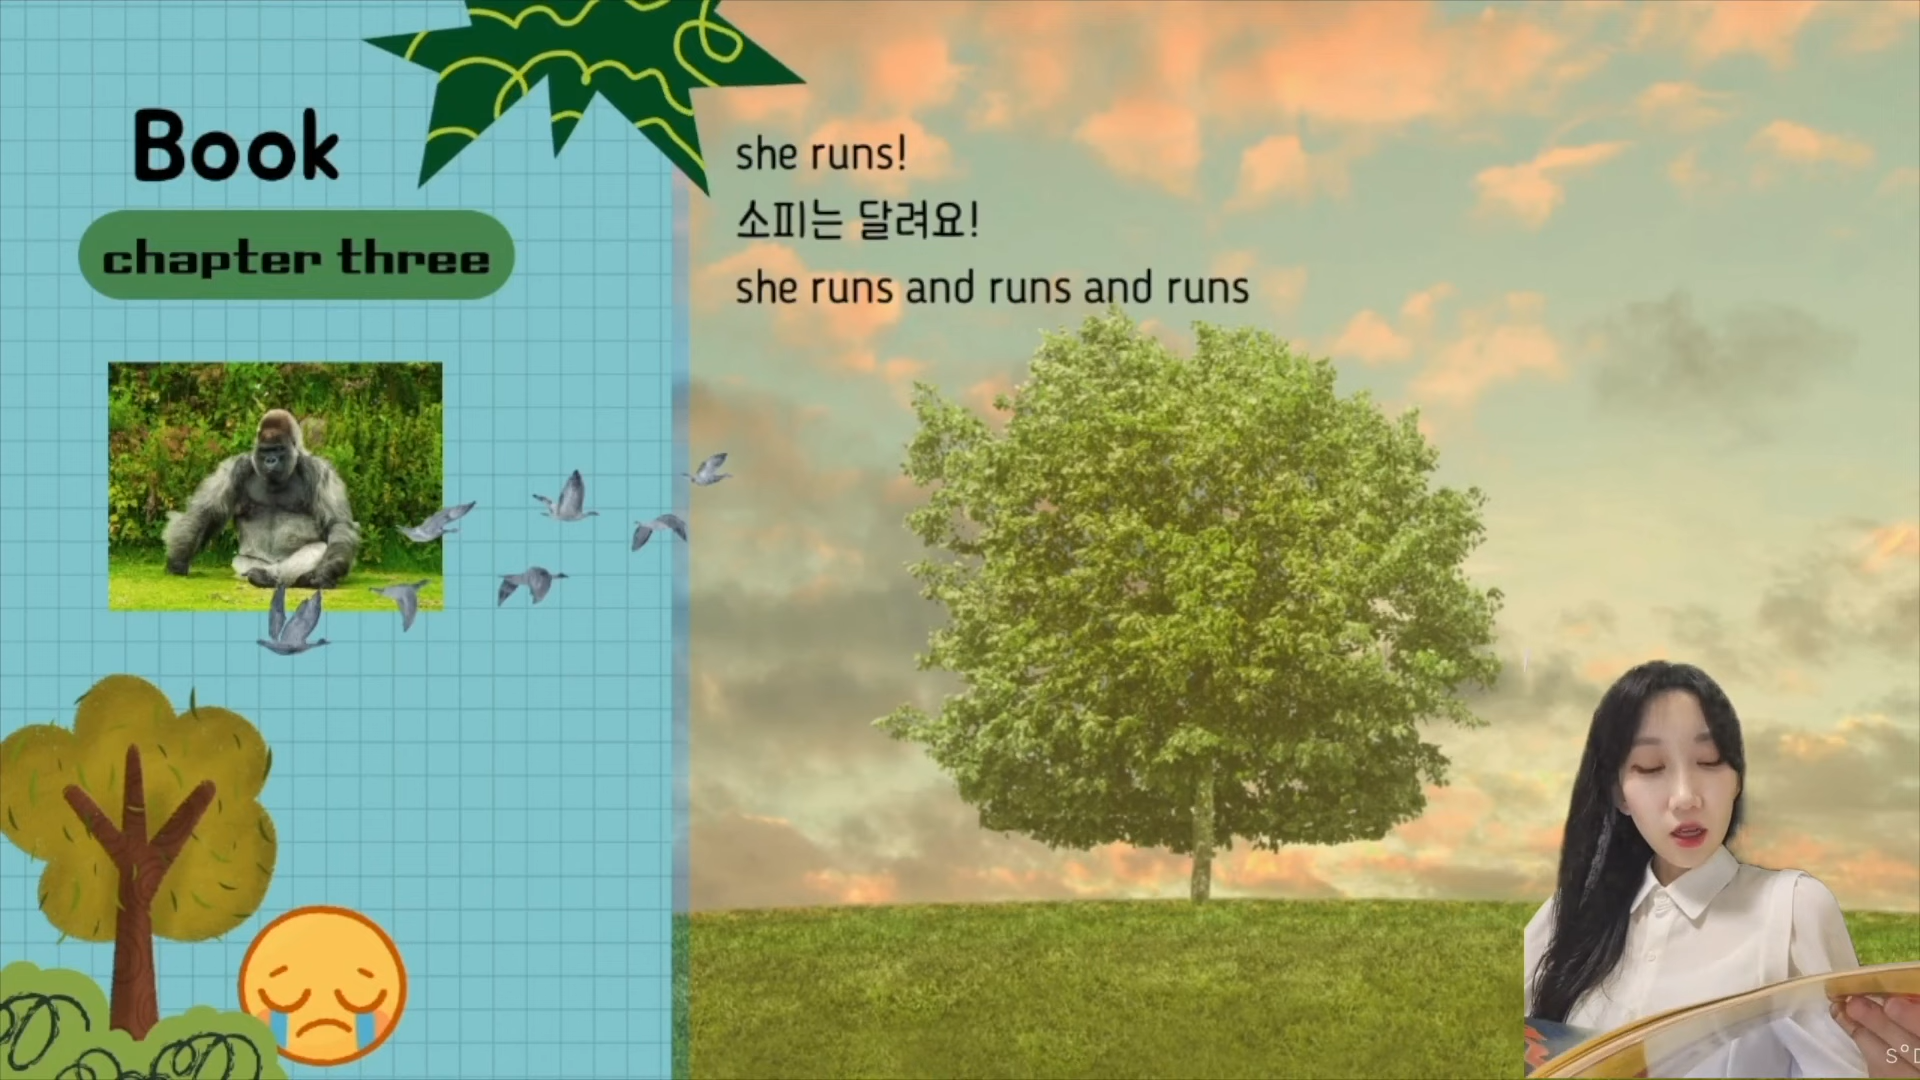 Book
chapter three
she runs!
소피는 달려요!
she runs and runs and runs